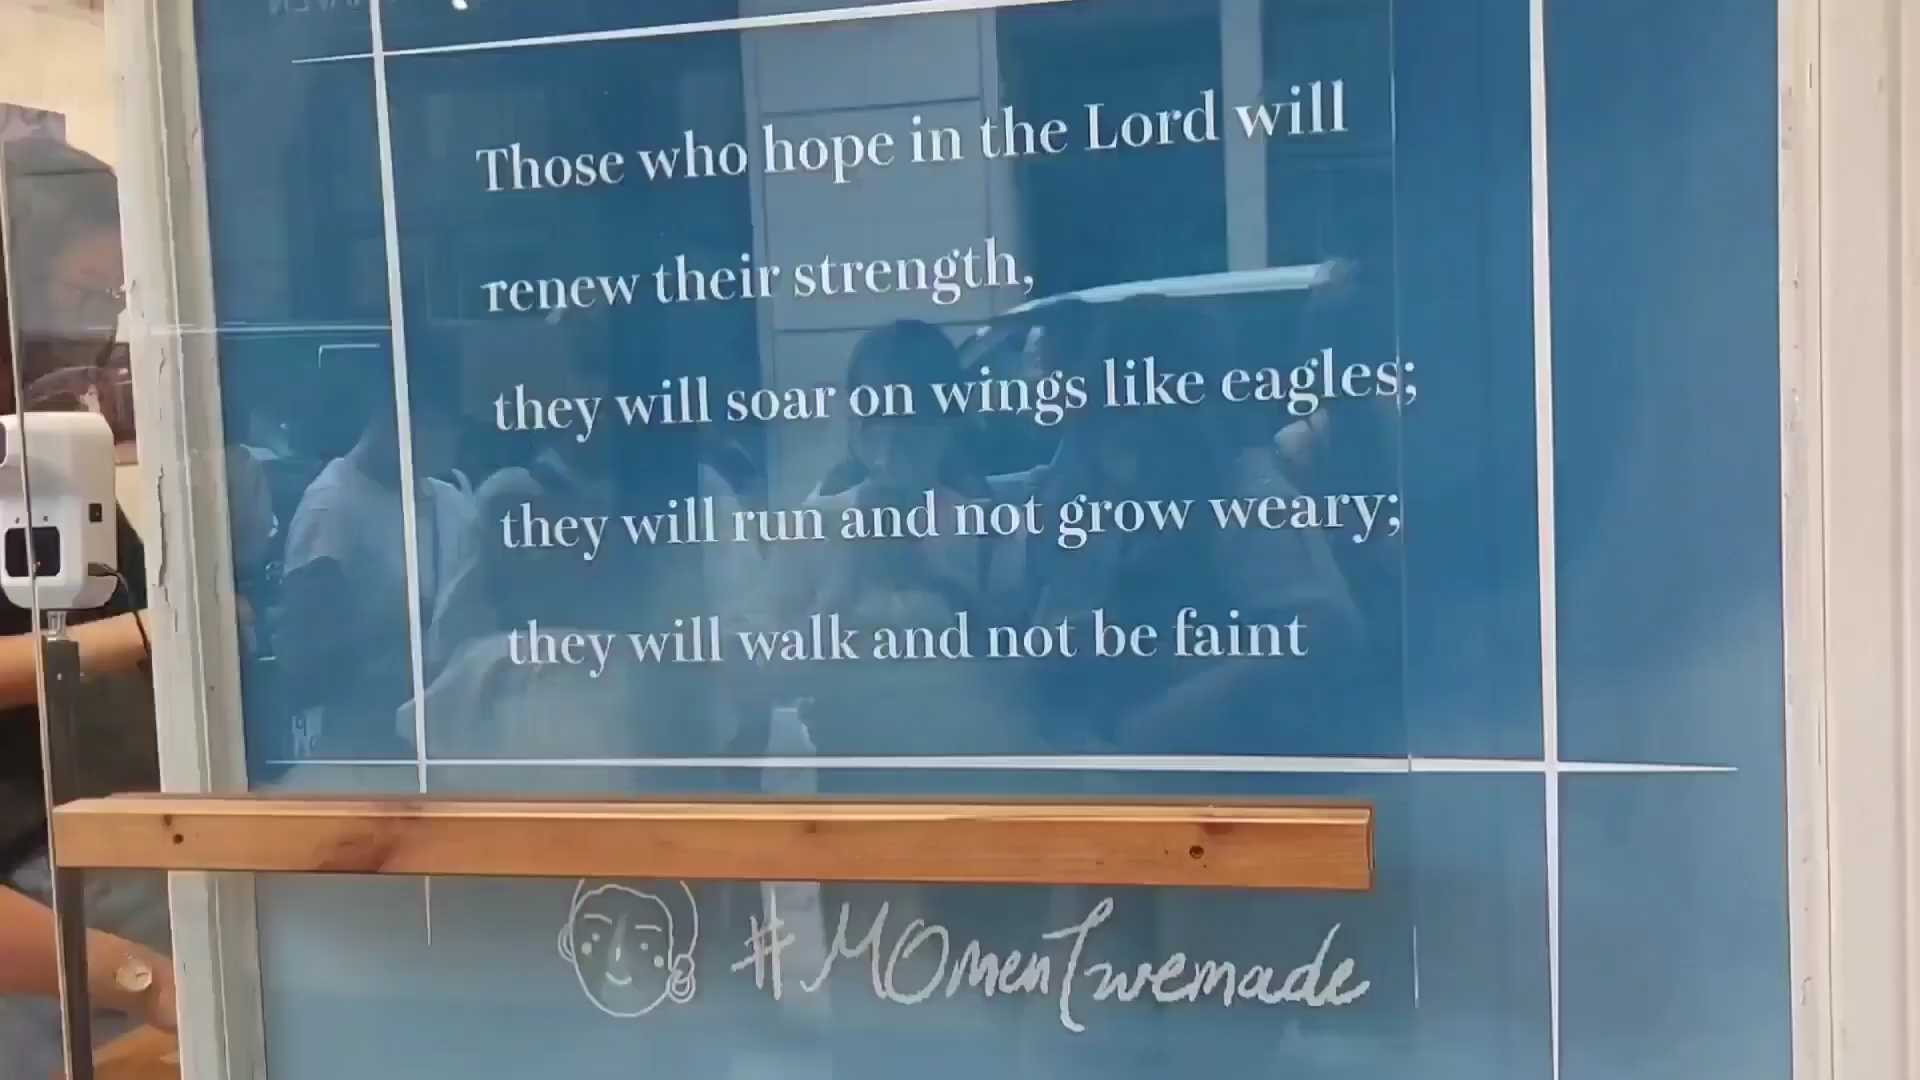 Those who hope in the Lord will
renew their strength,
they will soar on wings like eagles;
they will run and not grow weary;
they will walk and not be faint
#MOmenTwemade